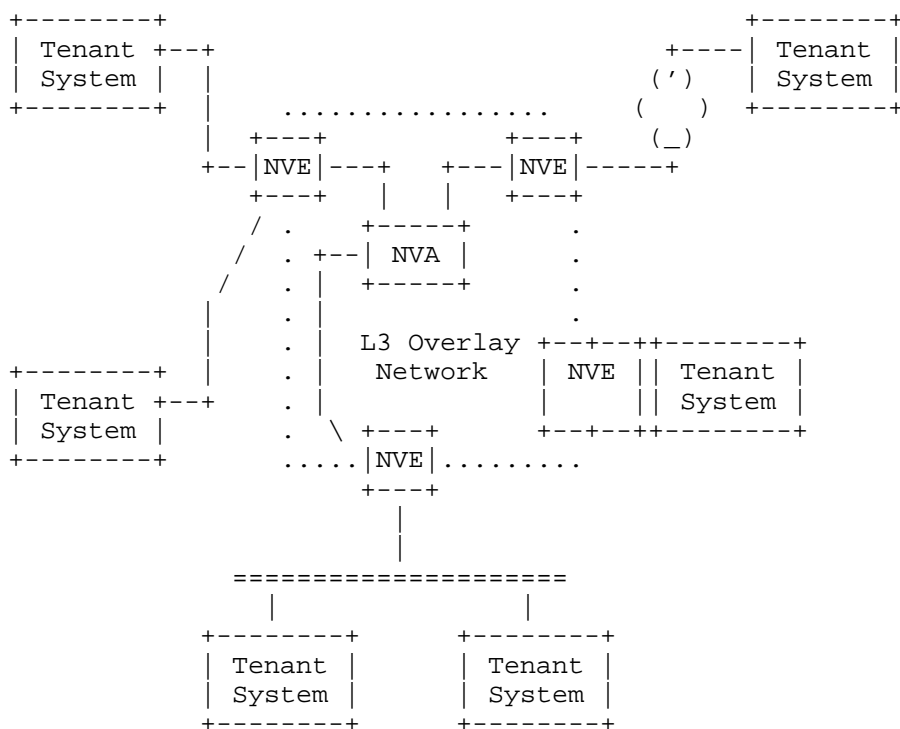 Tenant Tenant
System System
NVE NVE
NVA
L3 Overlay
Network NVE Tenant
Tenant System
System
NVE
Tenant Tenant
System System